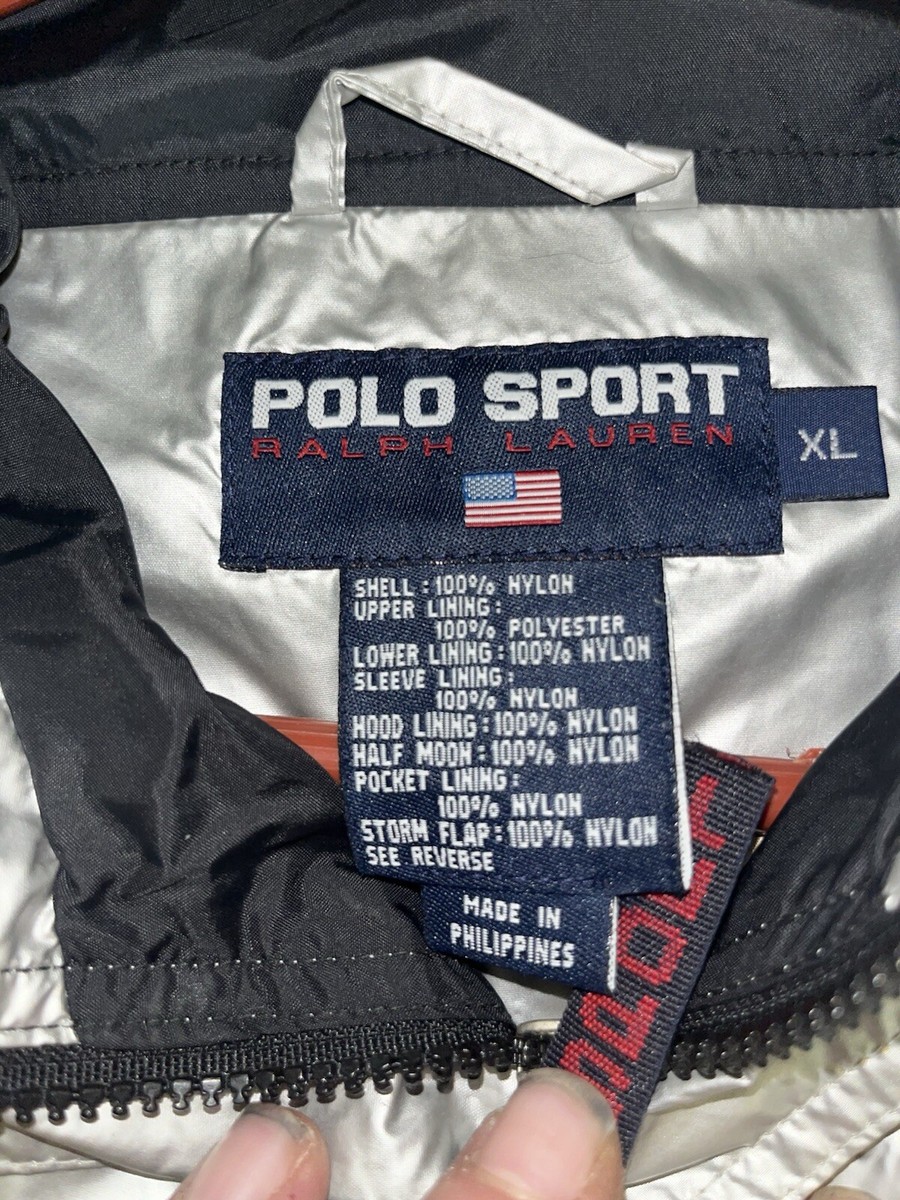 POLO SPORT
RALPH LAUREN
XL
SHELL : 100% NYLON
UPPER LINING :
100% POLYESTER
LOWER LINING : 100% NYLON
SLEEVE LINING :
100% NYLON
HOOD LINING : 100% NYLON
HALF MOON : 100% NYLON
POCKET LINING :
100% NYLON
STORM FLAP : 100% NYLON
SEE REVERSE
MADE IN
PHILIPPINES